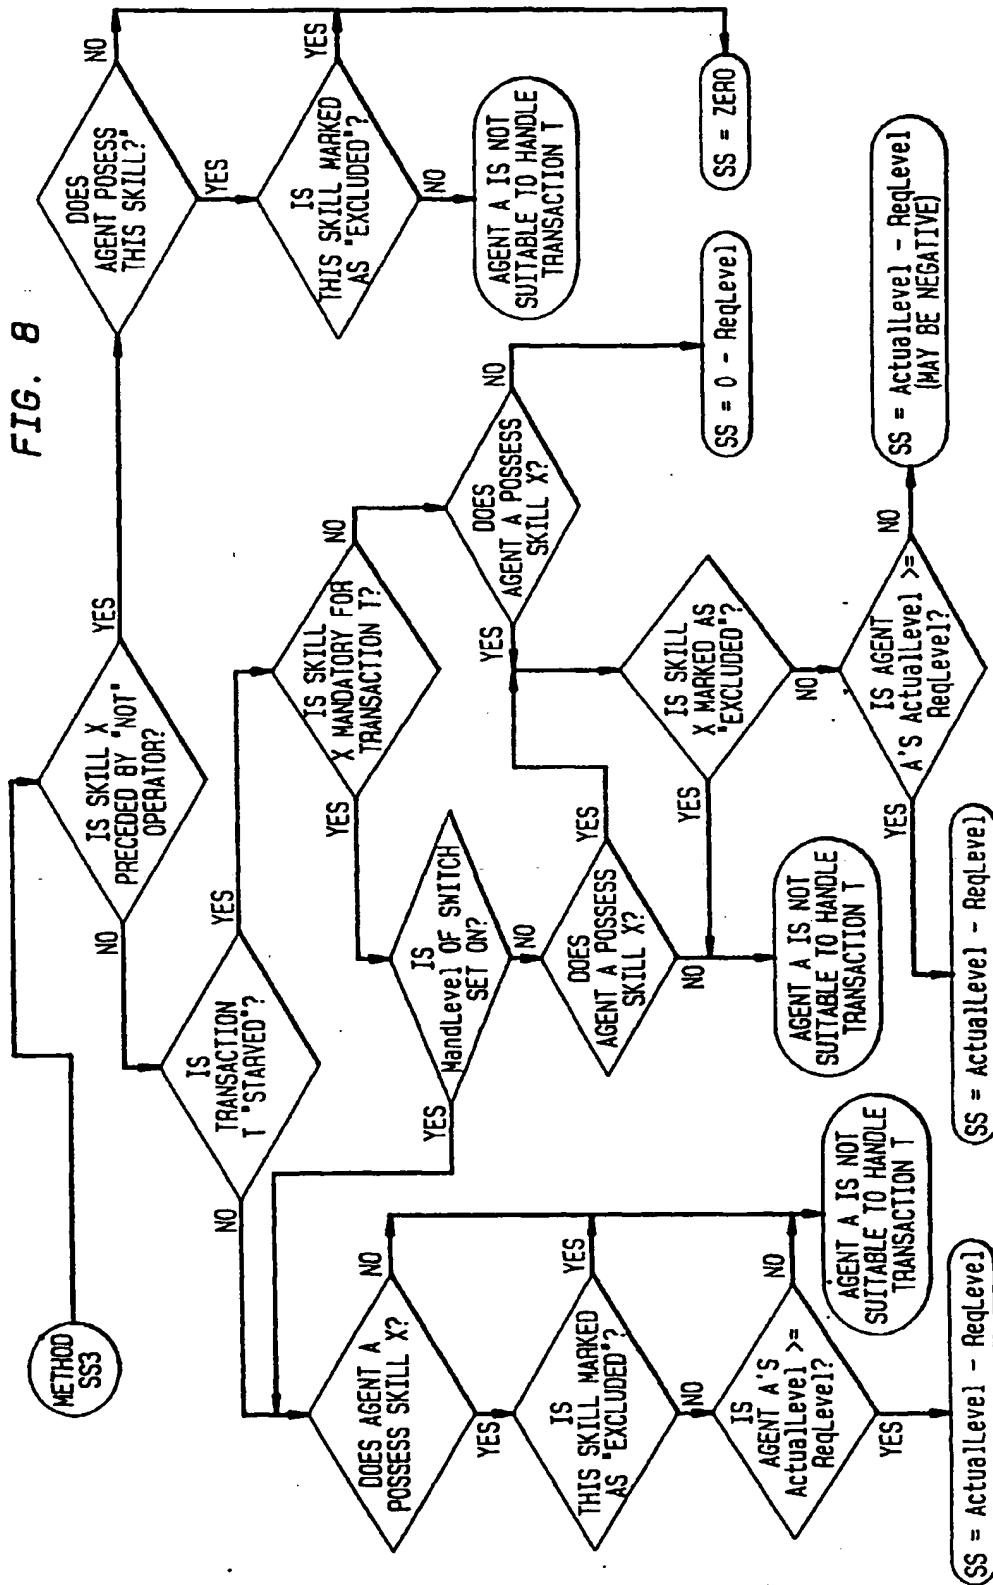 FIG. 8
METHOD
SS3
IS SKILL X
PRECEDED BY "NOT"
OPERATOR?
YES
NO
DOES
AGENT POSESS
THIS SKILL?"
NO
YES
IS
THIS SKILL MARKED
AS "EXCLUDED"?
YES
NO
AGENT A IS NOT
SUITABLE TO HANDLE
TRANSACTION T
SS = ZERO
IS
TRANSACTION
T "STARVED"?
YES
NO
IS SKILL
X MANDATORY FOR
TRANSACTION T?
NO
YES
DOES
AGENT A POSSESS
SKILL X?
NO
YES
SS = 0 - ReqLevel
IS
MandLevel OF SWITCH
SET ON?
NO
YES
DOES
AGENT A POSSESS
SKILL X?
YES
NO
IS SKILL
X MARKED AS
"EXCLUDED"?
YES
NO
AGENT A IS NOT
SUITABLE TO HANDLE
TRANSACTION T
IS AGENT
A'S ActualLevel >=
ReqLevel?
NO
YES
SS = ActualLevel - ReqLevel
(MAY BE NEGATIVE)
SS = ActualLevel - ReqLevel
DOES AGENT A
POSSESS SKILL X?
NO
YES
IS
THIS SKILL MARKED
AS "EXCLUDED"?
YES
NO
IS
AGENT A'S
ActualLevel >=
ReqLevel?
NO
YES
AGENT A IS NOT
SUITABLE TO HANDLE
TRANSACTION T
SS = ActualLevel - ReqLevel